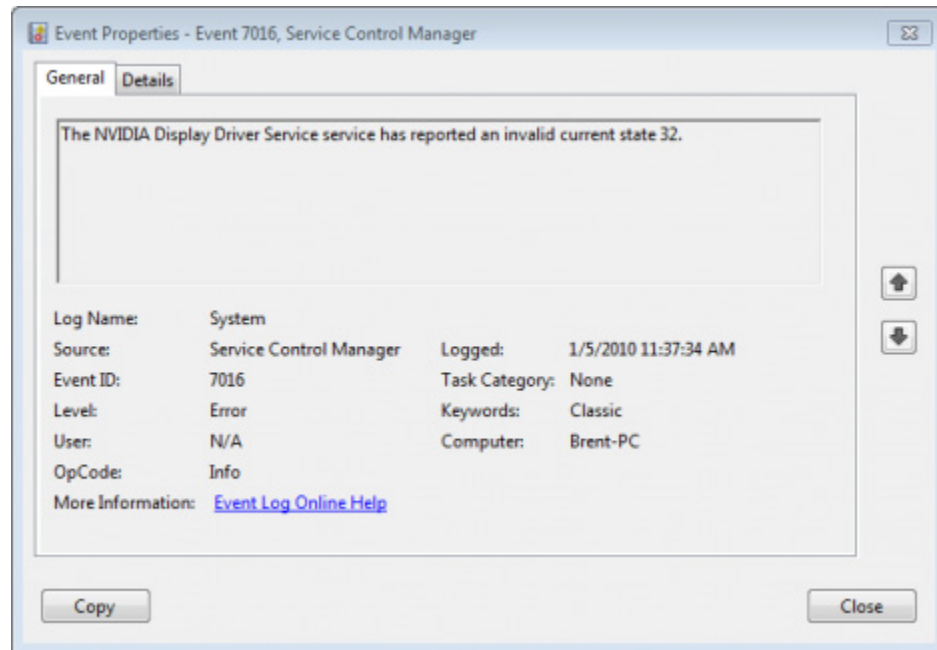 Event Properties - Event 7016, Service Control Manager
General Details
The NVIDIA Display Driver Service service has reported an invalid current state 32.
Log Name: System
Source: Service Control Manager Logged: 1/5/2010 11:37:34 AM
Event ID: 7016 Task Category: None
Level: Error Keywords: Classic
User: N/A Computer: Brent-PC
OpCode: Info
More Information: Event Log Online Help
Copy Close